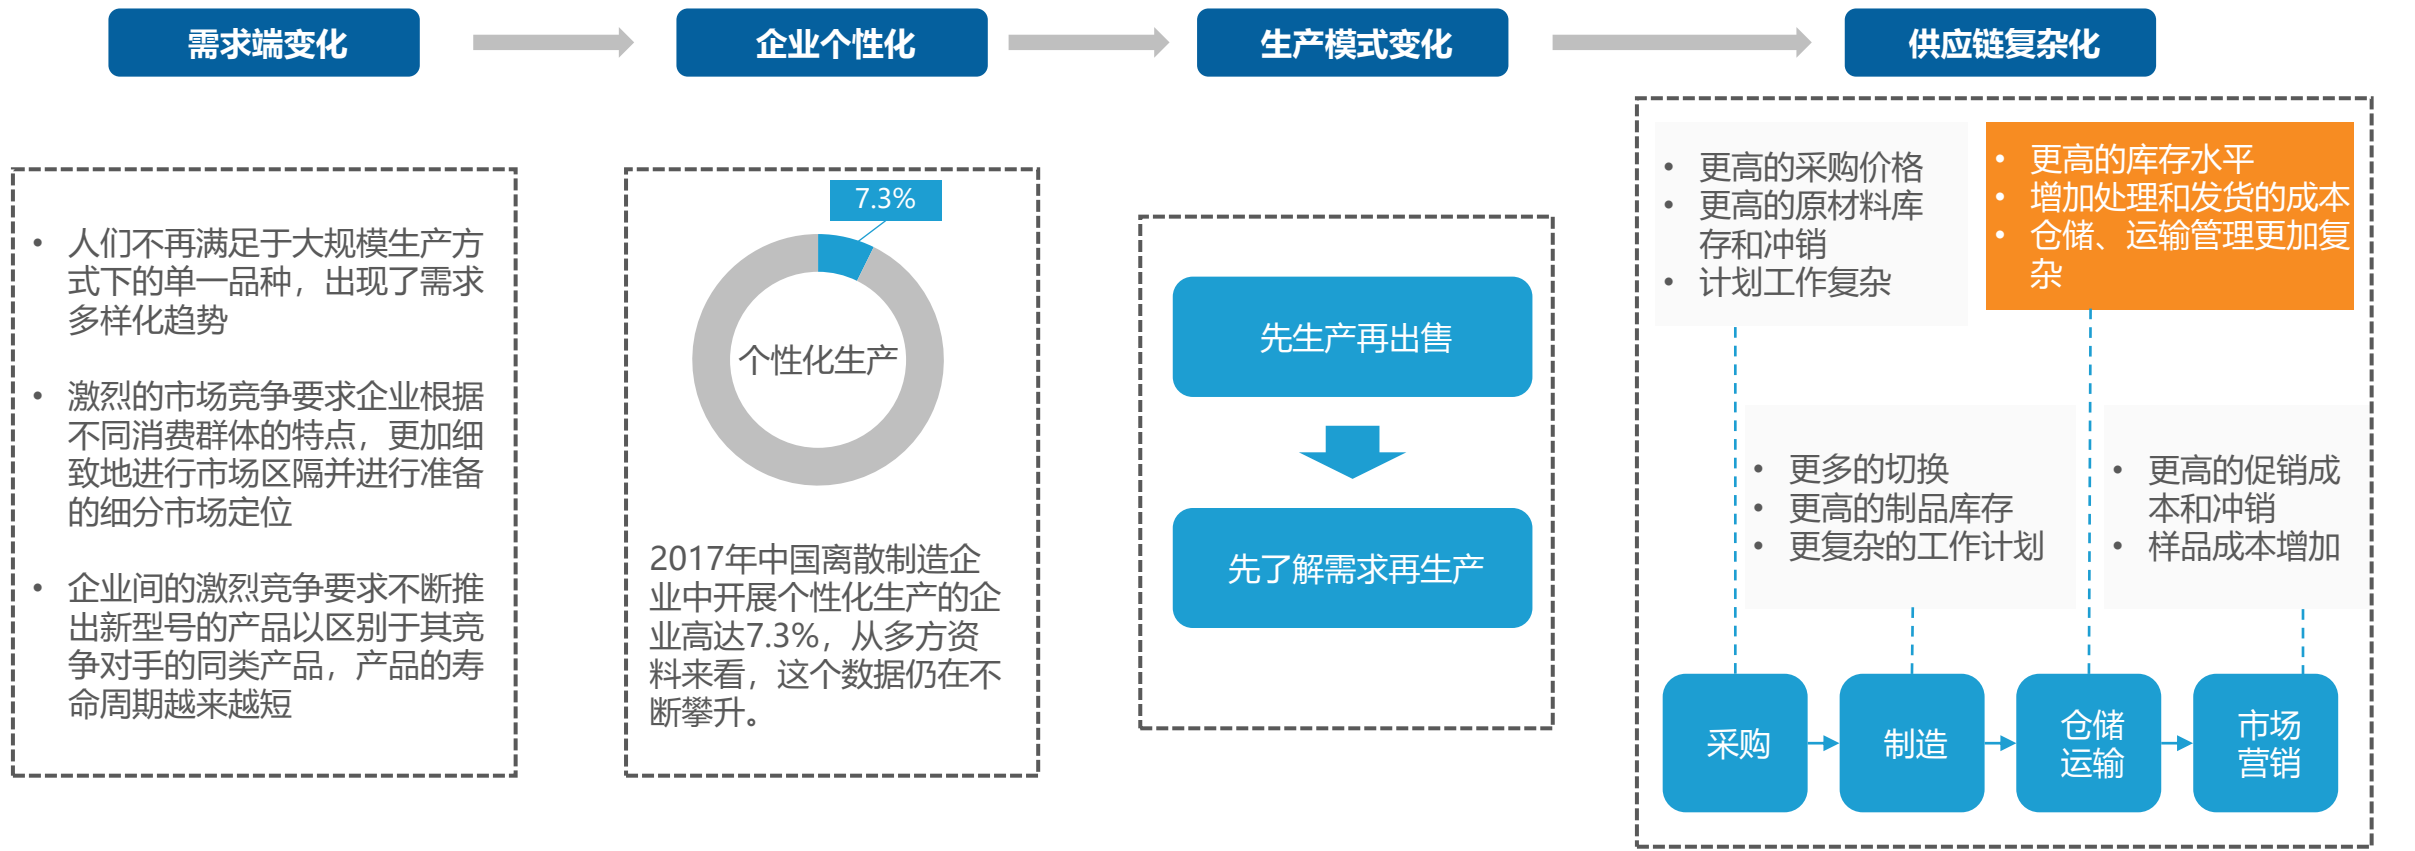 需求端变化
企业个性化
生产模式变化
供应链复杂化
• 人们不再满足于大规模生产方
式下的单一品种，出现了需求
多样化趋势
• 激烈的市场竞争要求企业根据
不同消费群体的特点，更加细
致地进行市场区隔并进行准备
的细分市场定位
• 企业间的激烈竞争要求不断推
出新型号的产品以区别于其竞
争对手的同类产品，产品的寿
命周期越来越短
7.3%
个性化生产
2017年中国离散制造企
业中开展个性化生产的企
业高达7.3%，从多方资
料来看，这个数据仍在不
断攀升。
先生产再出售
先了解需求再生产
• 更高的采购价格
• 更高的原材料库
存和冲销
• 计划工作复杂
• 更高的库存水平
• 增加处理和发货的成本
• 仓储、运输管理更加复
杂
• 更多的切换
• 更高的制品库存
• 更复杂的工作计划
• 更高的促销成
本和冲销
• 样品成本增加
采购
制造
仓储
运输
市场
营销